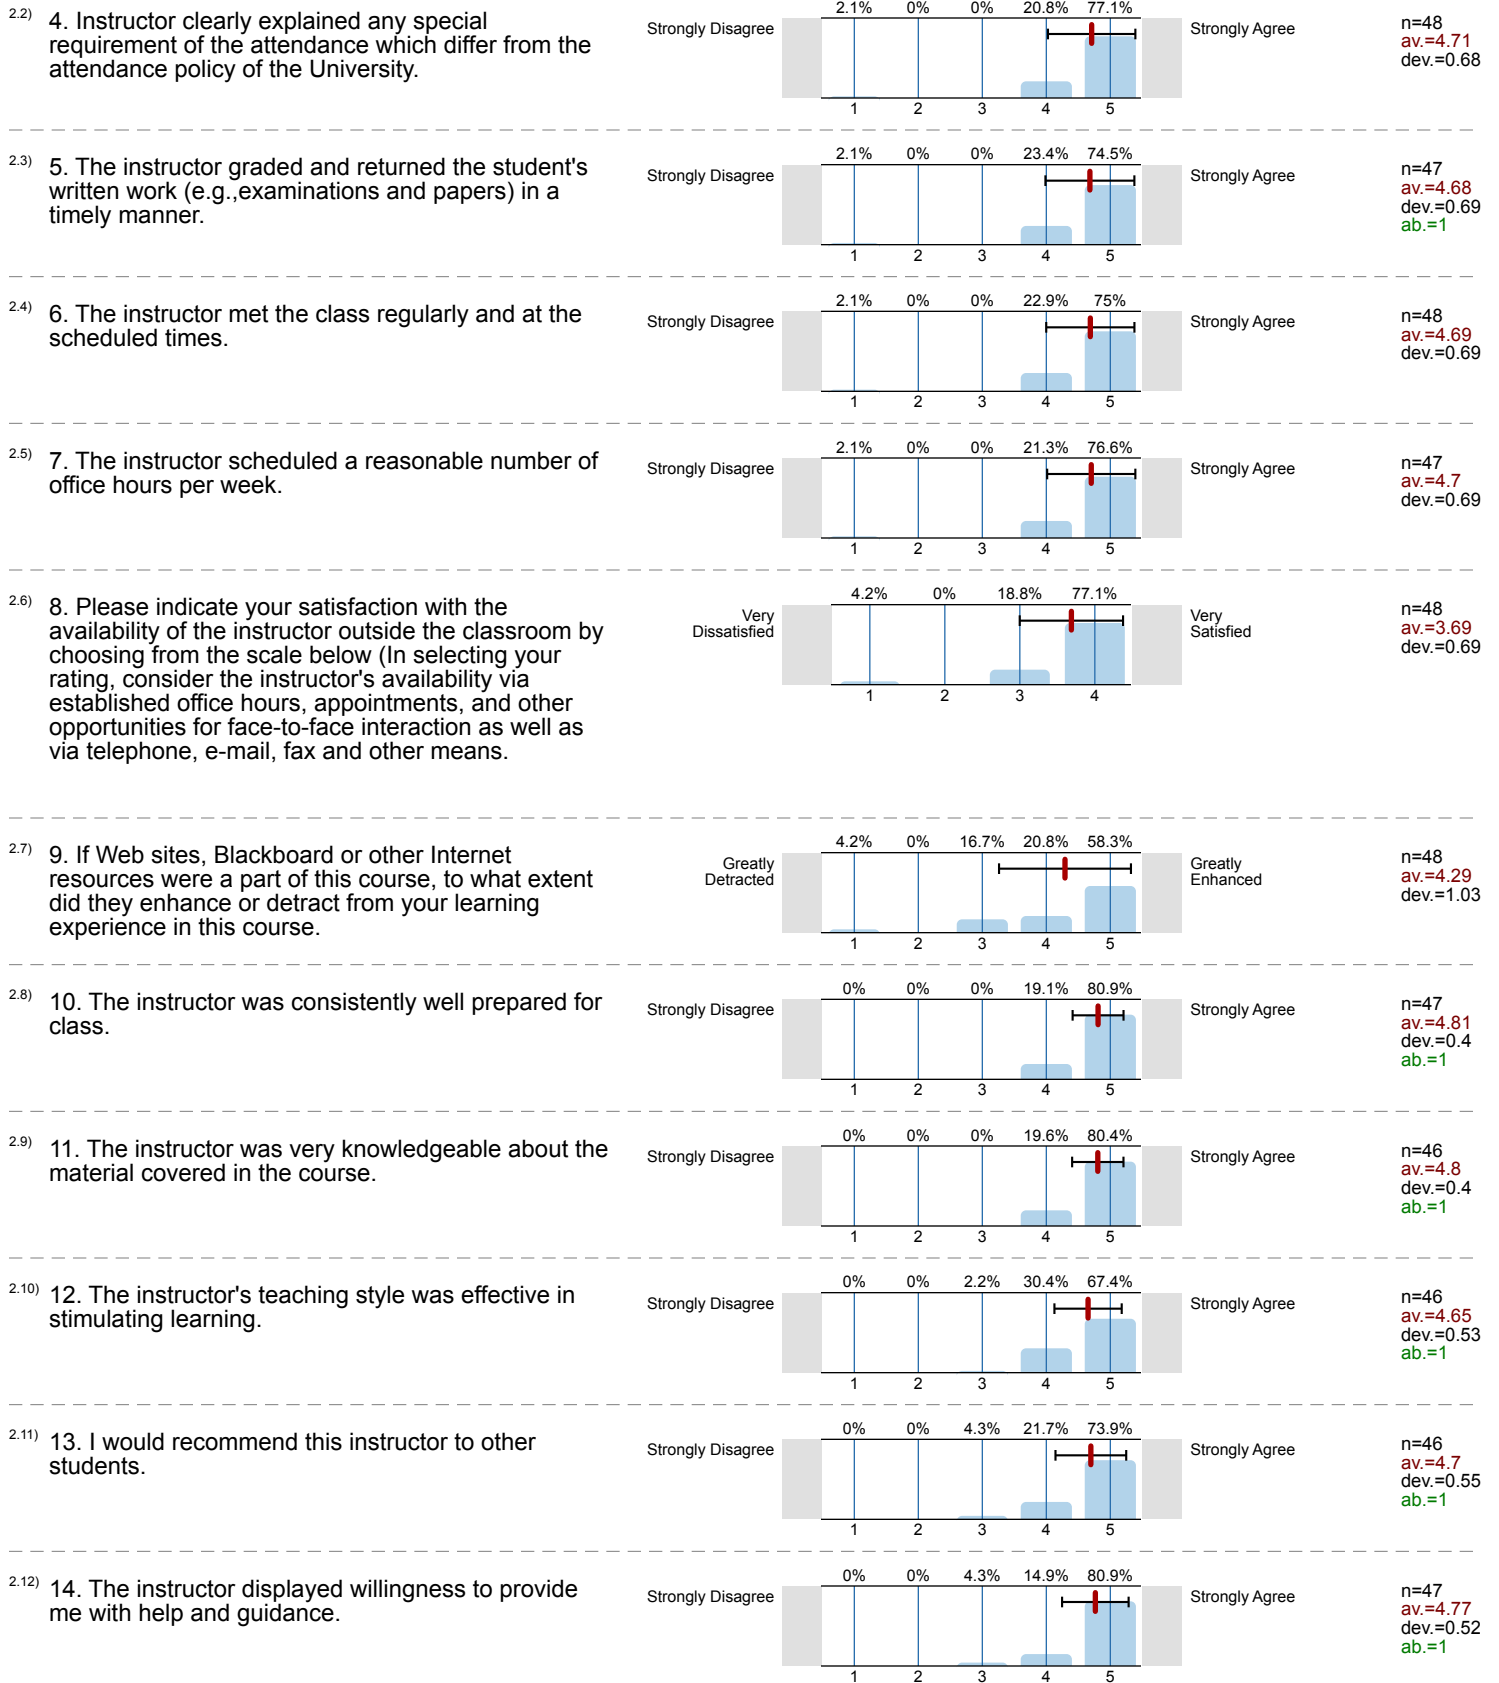 2.2) 4. Instructor clearly explained any special
requirement of the attendance which differ from the
attendance policy of the University.
Strongly Disagree
2.1% 0% 0% 20.8% 77.1%
1 2 3 4 5
Strongly Agree
n=48
av.=4.71
dev.=0.68
2.3) 5. The instructor graded and returned the student's
written work (e.g.,examinations and papers) in a
timely manner.
Strongly Disagree
2.1% 0% 0% 23.4% 74.5%
1 2 3 4 5
Strongly Agree
n=47
av.=4.68
dev.=0.69
ab.=1
2.4) 6. The instructor met the class regularly and at the
scheduled times.
Strongly Disagree
2.1% 0% 0% 22.9% 75%
1 2 3 4 5
Strongly Agree
n=48
av.=4.69
dev.=0.69
2.5) 7. The instructor scheduled a reasonable number of
office hours per week.
Strongly Disagree
2.1% 0% 0% 21.3% 76.6%
1 2 3 4 5
Strongly Agree
n=47
av.=4.7
dev.=0.69
2.6) 8. Please indicate your satisfaction with the
availability of the instructor outside the classroom by
choosing from the scale below (In selecting your
rating, consider the instructor's availability via
established office hours, appointments, and other
opportunities for face-to-face interaction as well as
via telephone, e-mail, fax and other means.
Very
Dissatisfied
4.2% 0% 18.8% 77.1%
1 2 3 4
Very
Satisfied
n=48
av.=3.69
dev.=0.69
2.7) 9. If Web sites, Blackboard or other Internet
resources were a part of this course, to what extent
did they enhance or detract from your learning
experience in this course.
Greatly
Detracted
4.2% 0% 16.7% 20.8% 58.3%
1 2 3 4 5
Greatly
Enhanced
n=48
av.=4.29
dev.=1.03
2.8) 10. The instructor was consistently well prepared for
class.
Strongly Disagree
0% 0% 0% 19.1% 80.9%
1 2 3 4 5
Strongly Agree
n=47
av.=4.81
dev.=0.4
ab.=1
2.9) 11. The instructor was very knowledgeable about the
material covered in the course.
Strongly Disagree
0% 0% 0% 19.6% 80.4%
1 2 3 4 5
Strongly Agree
n=46
av.=4.8
dev.=0.4
ab.=1
2.10) 12. The instructor's teaching style was effective in
stimulating learning.
Strongly Disagree
0% 0% 2.2% 30.4% 67.4%
1 2 3 4 5
Strongly Agree
n=46
av.=4.65
dev.=0.53
ab.=1
2.11) 13. I would recommend this instructor to other
students.
Strongly Disagree
0% 0% 4.3% 21.7% 73.9%
1 2 3 4 5
Strongly Agree
n=46
av.=4.7
dev.=0.55
ab.=1
2.12) 14. The instructor displayed willingness to provide
me with help and guidance.
Strongly Disagree
0% 0% 4.3% 14.9% 80.9%
1 2 3 4 5
Strongly Agree
n=47
av.=4.77
dev.=0.52
ab.=1